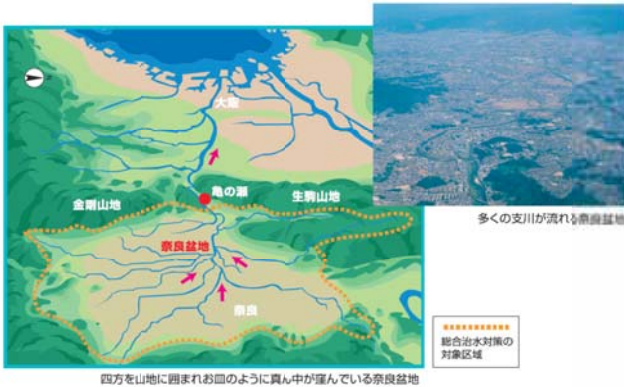 大阪
亀の瀬
金剛山地
生駒山地
奈良盆地
奈良
多くの支川が流れる奈良盆地
総合治水対策の
対象区域
四方を山地に囲まれお皿のように真ん中が窪んでいる奈良盆地